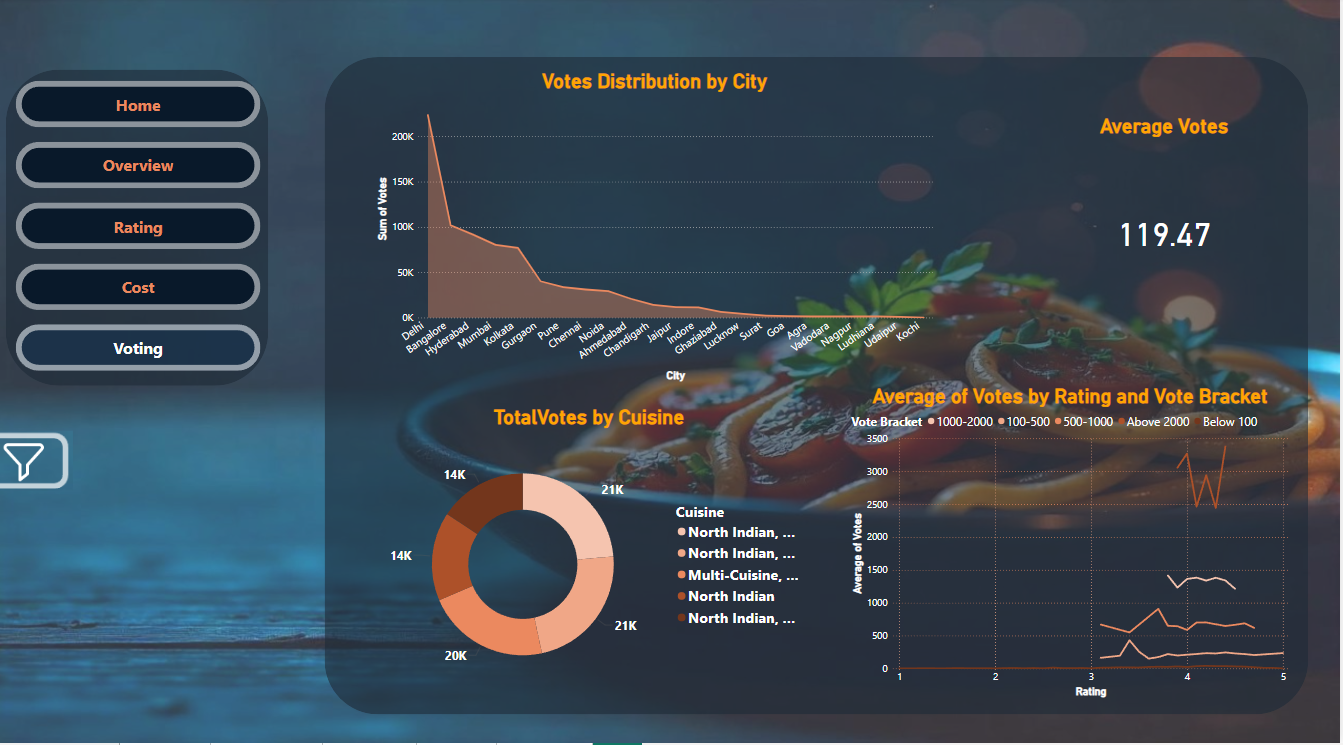 Home
Overview
Rating
Cost
Voting
Votes Distribution by City
Sum of Votes
200K
150K
100K
50K
0K
Delhi
Bangalore
Hyderabad
Mumbai
Kolkata
Gurgaon
Pune
Chennai
Noida
Ahmedabad
Chandigarh
Jaipur
Indore
Ghaziabad
Lucknow
Surat
Goa
Agra
Vadodara
Nagpur
Ludhiana
Udaipur
Kochi
City
Average Votes
119.47
TotalVotes by Cuisine
14K
21K
14K
21K
20K
Cuisine
North Indian, ...
North Indian, ...
Multi-Cuisine, ...
North Indian
North Indian, ...
Average of Votes by Rating and Vote Bracket
Vote Bracket 1000-2000 100-500 500-1000 Above 2000 Below 100
Average of Votes
3500
3000
2500
2000
1500
1000
500
0
1 2 3 4 5
Rating